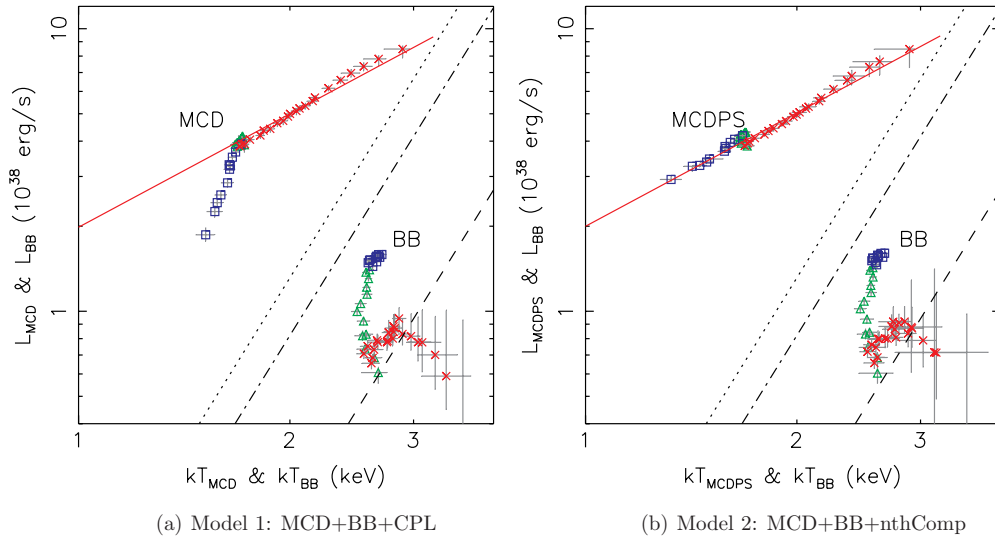 10
1
L_MCD & L_BB (10^38 erg/s)
MCD
BB
1
2
3
kT_MCD & kT_BB (keV)
(a) Model 1: MCD+BB+CPL
10
1
L_MCDPS & L_BB (10^38 erg/s)
MCDPS
BB
1
2
3
kT_MCDPS & kT_BB (keV)
(b) Model 2: MCD+BB+nthComp